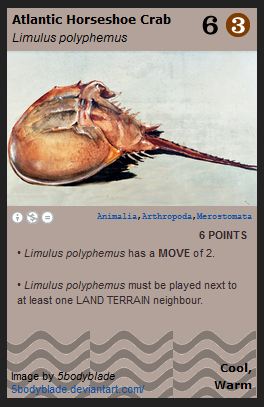 Atlantic Horseshoe Crab 6 3
Limulus polyphemus
Animalia,Arthropoda,Merostomata
6 POINTS
• Limulus polyphemus has a MOVE of 2.
• Limulus polyphemus must be played next to
at least one LAND TERRAIN neighbour.
Cool,
Warm
Image by 5bodyblade
5bodyblade.deviantart.com/